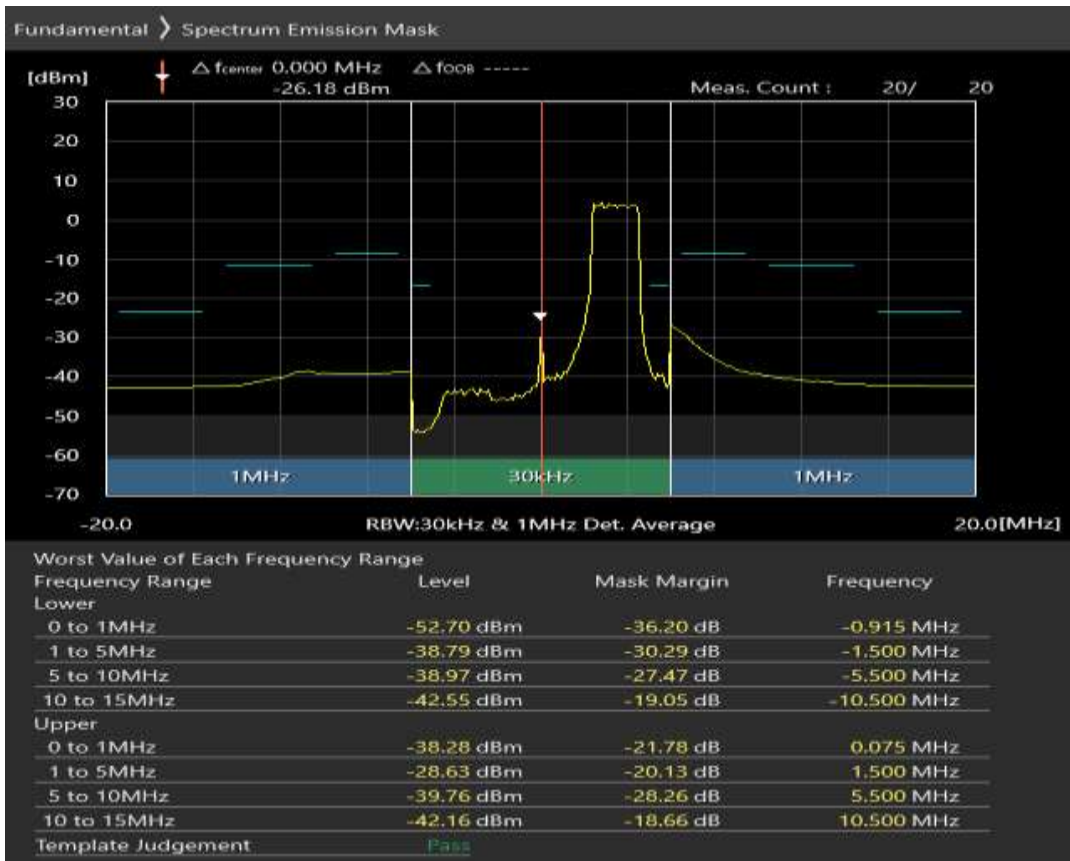 Fundamental 》 Spectrum Emission Mask
[dBm] △ fcenter 0.000 MHz △ fOOB -----
-26.18 dBm Meas. Count : 20/ 20
30
20
10
0
-10
-20
-30
-40
-50
-60
-70
1MHz 30kHz 1MHz
-20.0 RBW:30kHz & 1MHz Det. Average 20.0[MHz]
Worst Value of Each Frequency Range
Frequency Range Level Mask Margin Frequency
Lower
0 to 1MHz -52.70 dBm -36.20 dB -0.915 MHz
1 to 5MHz -38.79 dBm -30.29 dB -1.500 MHz
5 to 10MHz -38.97 dBm -27.47 dB -5.500 MHz
10 to 15MHz -42.55 dBm -19.05 dB -10.500 MHz
Upper
0 to 1MHz -38.28 dBm -21.78 dB 0.075 MHz
1 to 5MHz -28.63 dBm -20.13 dB 1.500 MHz
5 to 10MHz -39.76 dBm -28.26 dB 5.500 MHz
10 to 15MHz -42.16 dBm -18.66 dB 10.500 MHz
Template Judgement Pass